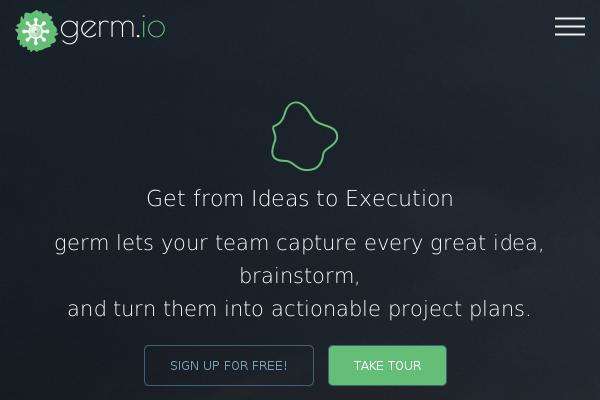 germ.io
Get from Ideas to Execution
germ lets your team capture every great idea,
brainstorm,
and turn them into actionable project plans.
SIGN UP FOR FREE!
TAKE TOUR